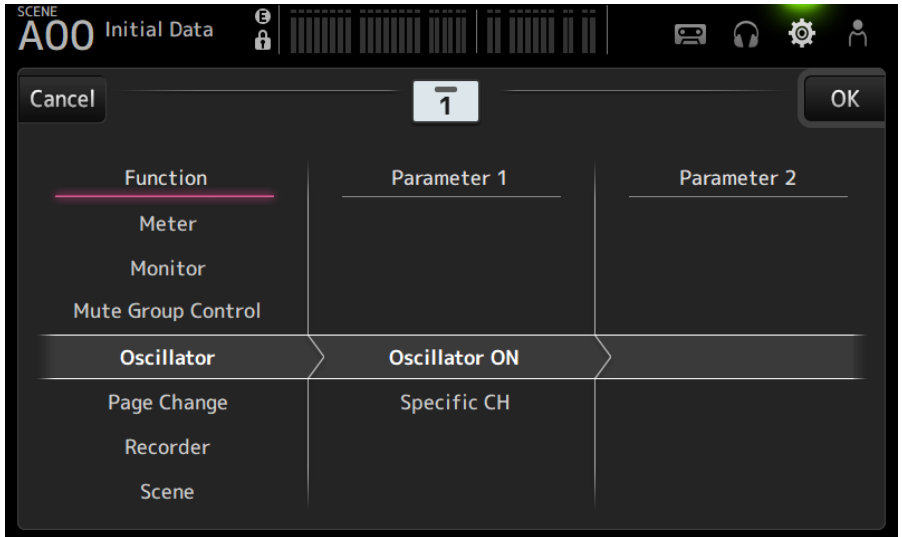 SCENE
A00 Initial Data E
Cancel 1 OK
Function Parameter 1 Parameter 2
Meter
Monitor
Mute Group Control
Oscillator Oscillator ON
Page Change Specific CH
Recorder
Scene